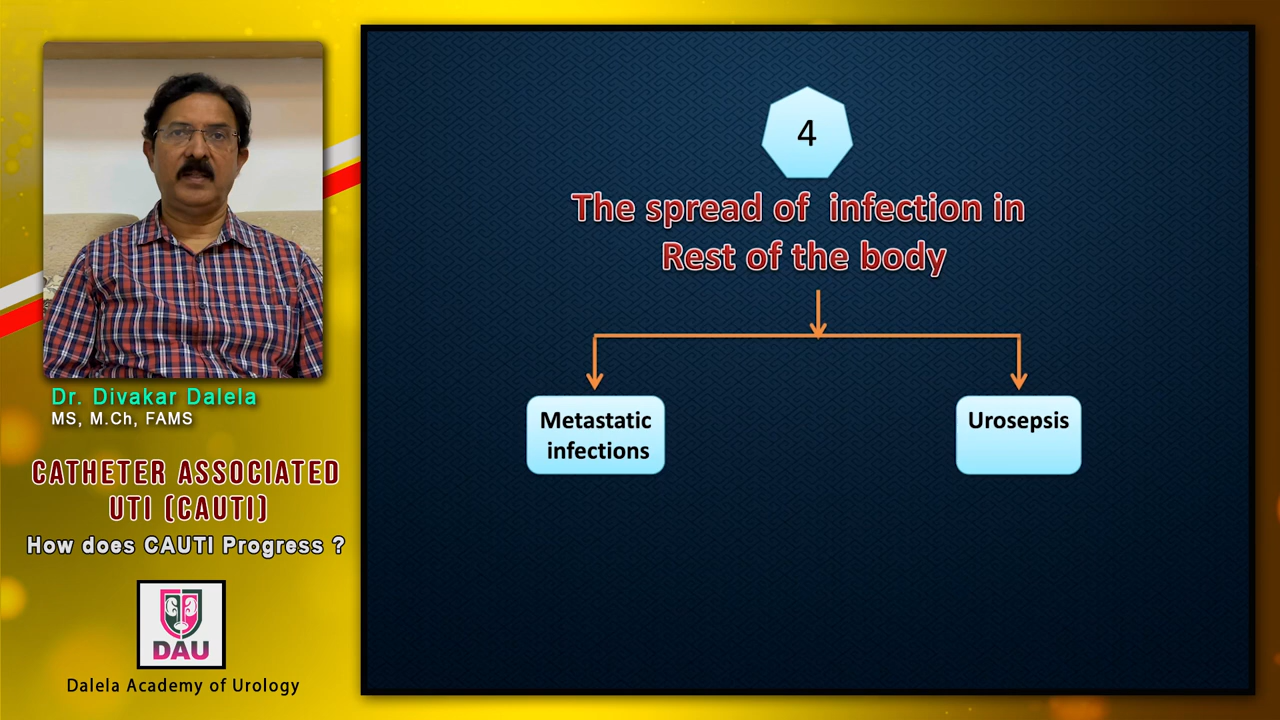 Dr. Divakar Dalela
MS, M.Ch, FAMS
CATHETER ASSOCIATED
UTI (CAUTI)
How does CAUTI Progress ?
DAU
Dalela Academy of Urology
4
The spread of infection in
Rest of the body
Metastatic
infections
Urosepsis